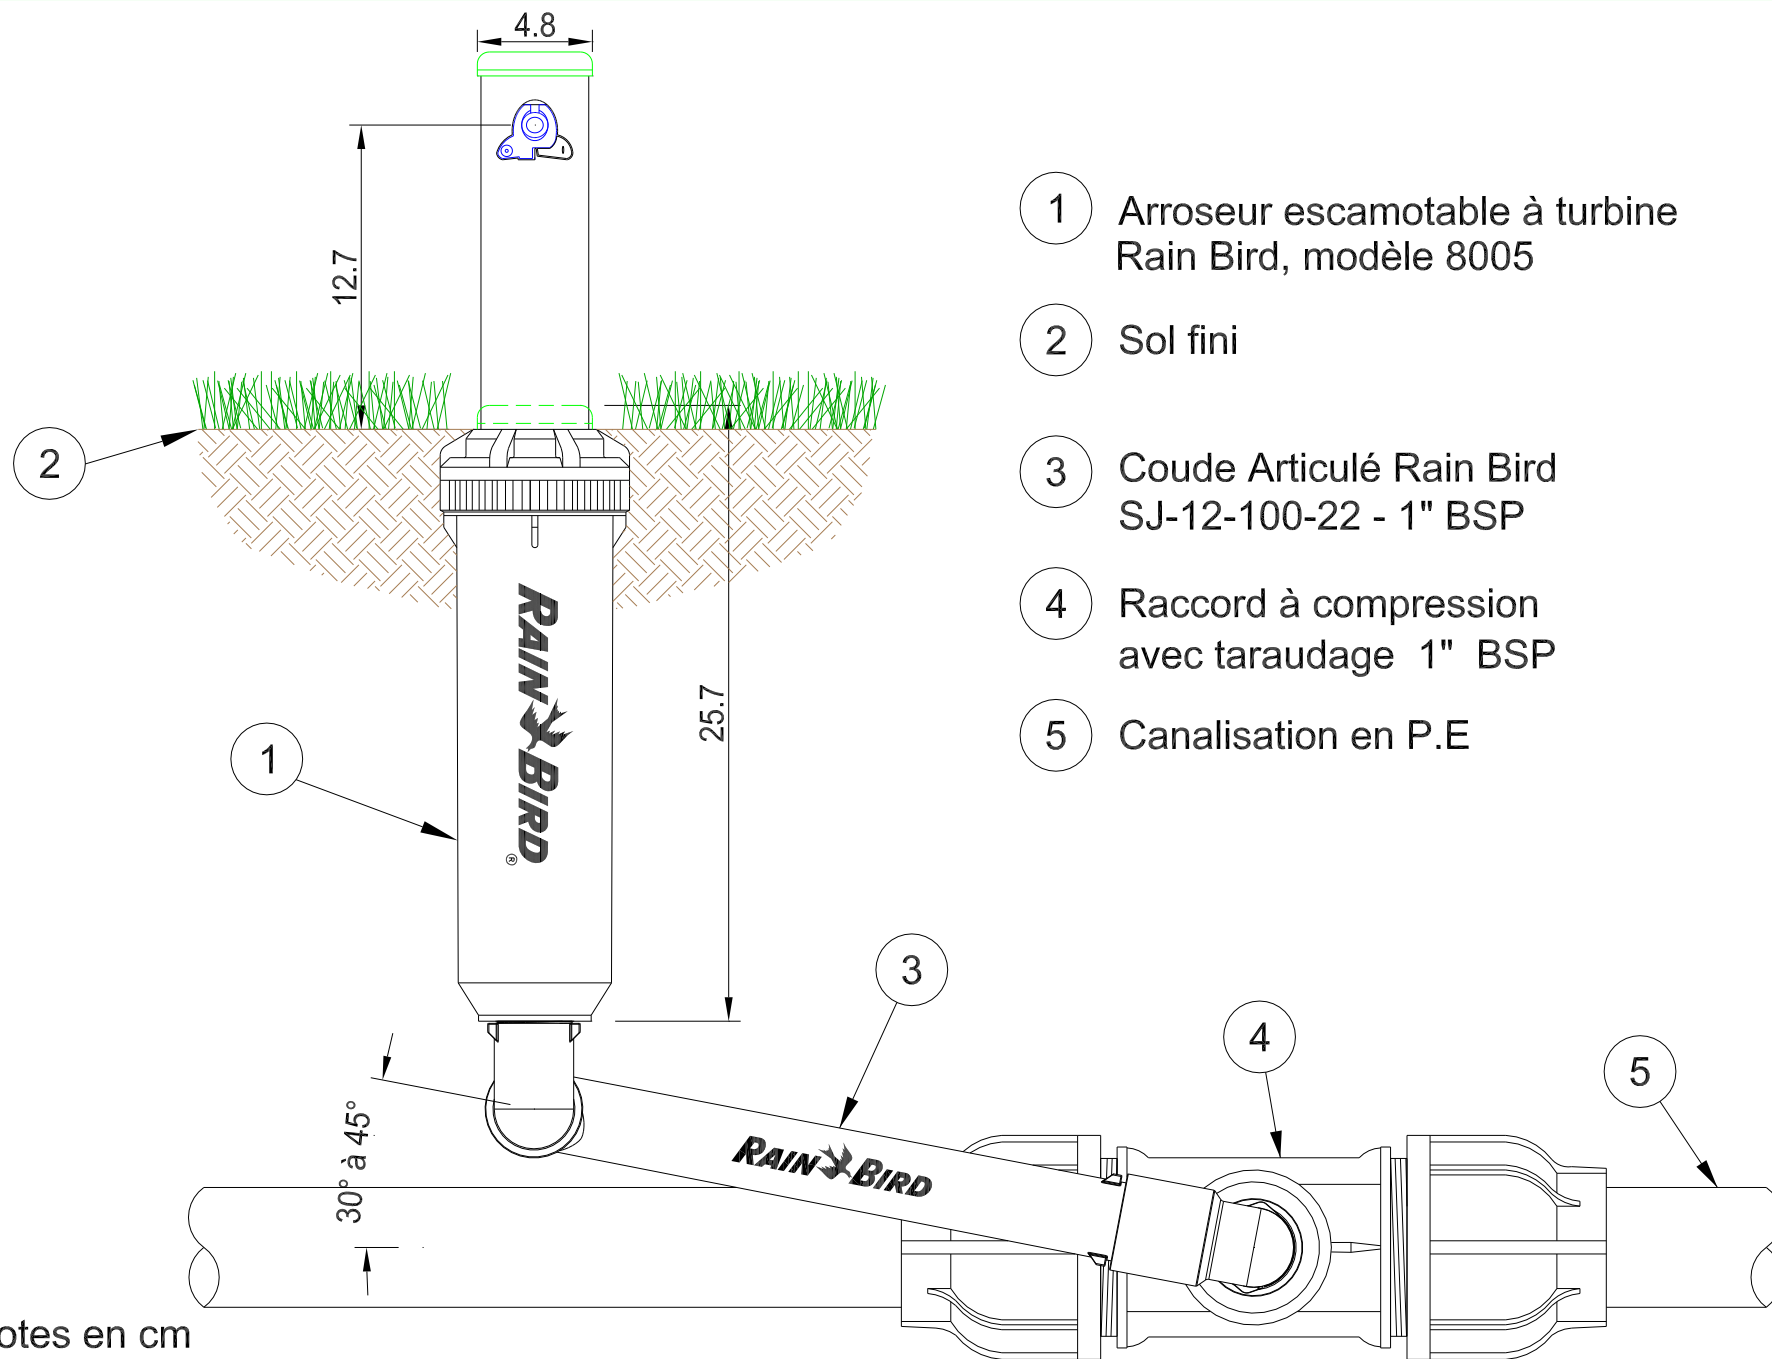 4.8
12.7
1 Arroseur escamotable à turbine
Rain Bird, modèle 8005
2 Sol fini
3 Coude Articulé Rain Bird
SJ-12-100-22 - 1" BSP
4 Raccord à compression
avec taraudage 1" BSP
5 Canalisation en P.E
2
RAIN BIRD®
25.7
1
3
4
5
30° à 45°
RAIN BIRD
otes en cm